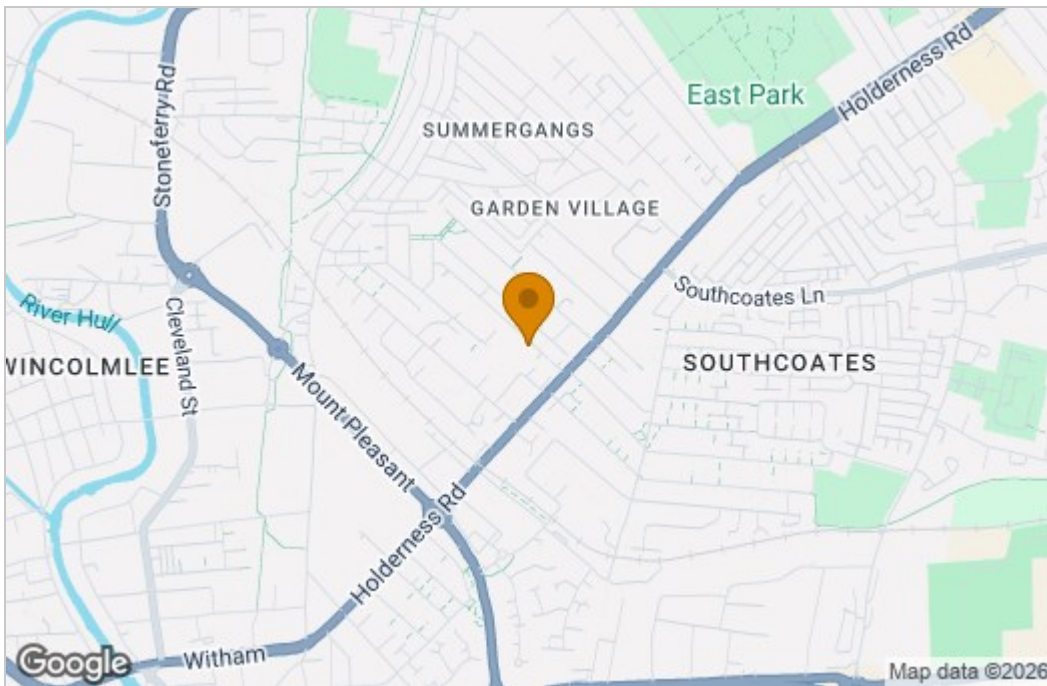 Stoneferry Rd
Holderness Rd
East Park
SUMMERGANGS
GARDEN VILLAGE
Southcoates Ln
River Hull
Cleveland St
WINCOLMLEE
Mount Pleasant
SOUTHCOATES
Holderness Rd
Witham
Google
Map data ©2026